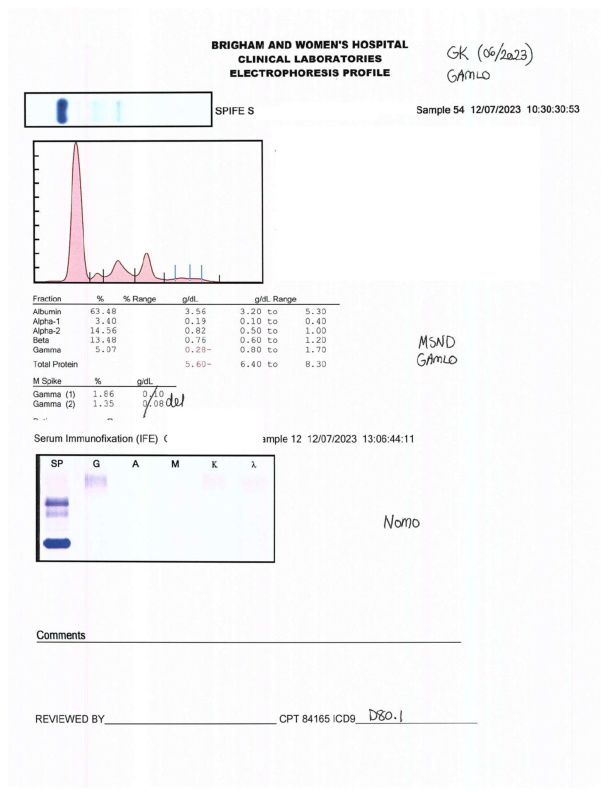 BRIGHAM AND WOMEN'S HOSPITAL
CLINICAL LABORATORIES
ELECTROPHORESIS PROFILE
GK (06/2023)
GAMLO
SPIFE S
Sample 54 12/07/2023 10:30:30:53
Fraction % % Range g/dL g/dL Range
Albumin 63.48 3.56 3.20 to 5.30
Alpha-1 3.40 0.19 0.10 to 0.40
Alpha-2 14.56 0.82 0.50 to 1.00
Beta 13.48 0.76 0.60 to 1.20
Gamma 5.07 0.28- 0.80 to 1.70
Total Protein 5.60- 6.40 to 8.30
MSND
GAMLO
M Spike % g/dL
Gamma (1) 1.86 0.10
Gamma (2) 1.35 0.08 del
Serum Immunofixation (IFE) ( ample 12 12/07/2023 13:06:44:11
SP G A M K λ
Nomo
Comments
REVIEWED BY CPT 84165 ICD9 D80.1